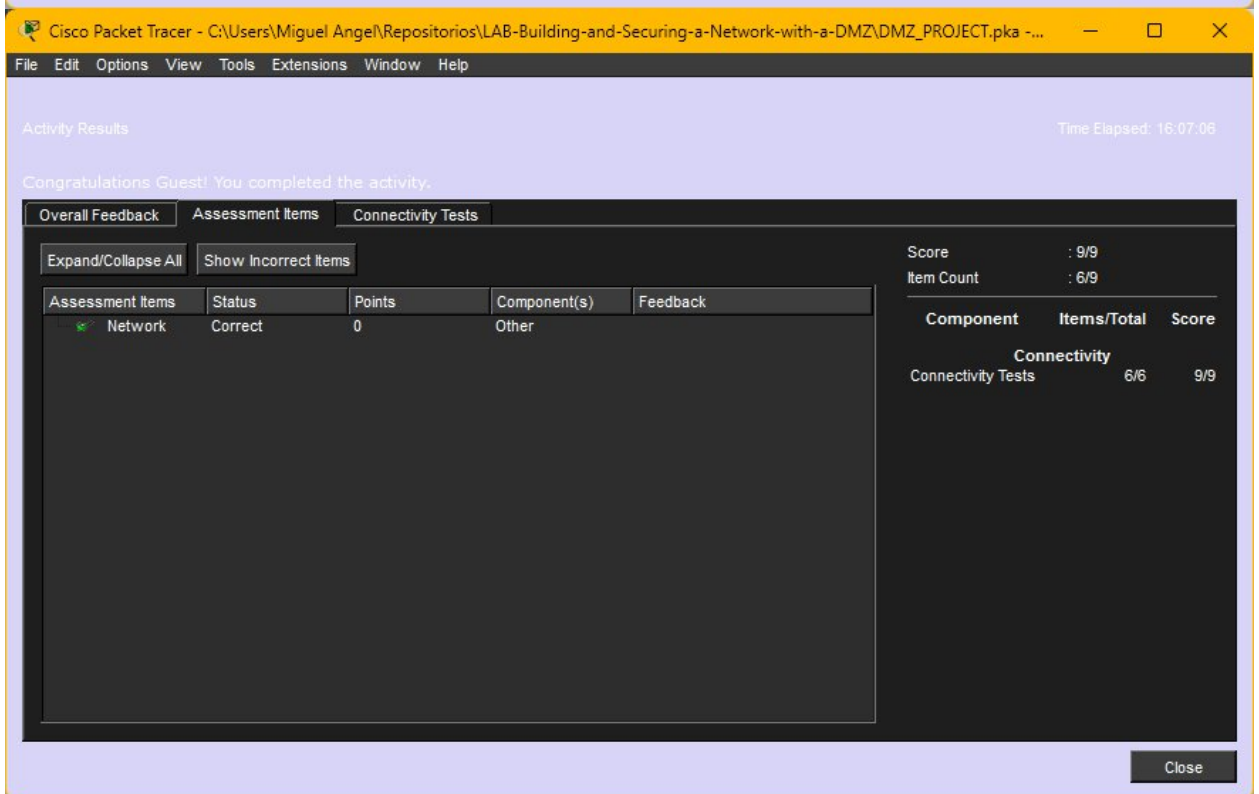 Cisco Packet Tracer - C:\Users\Miguel Angel\Repositorios\LAB-Building-and-Securing-a-Network-with-a-DMZ\DMZ_PROJECT.pka -...
File Edit Options View Tools Extensions Window Help
Activity Results Time Elapsed: 16:07:06
Congratulations Guest! You completed the activity.
Overall Feedback Assessment Items Connectivity Tests
Expand/Collapse All Show Incorrect Items
Score : 9/9
Item Count : 6/9
Assessment Items Status Points Component(s) Feedback
Network Correct 0 Other
Component Items/Total Score
Connectivity
Connectivity Tests 6/6 9/9
Close